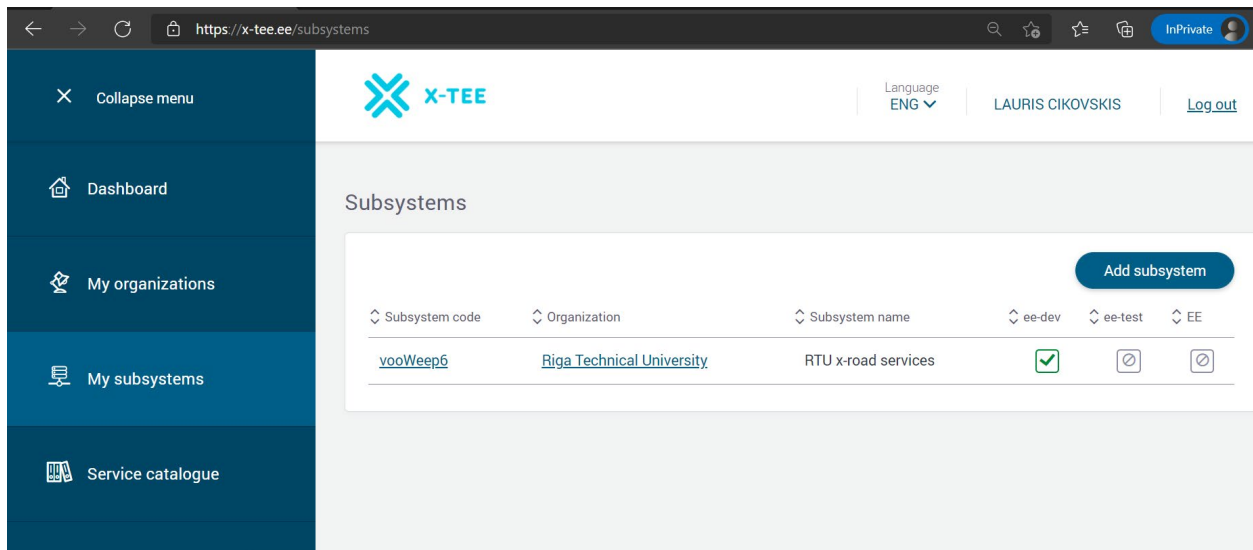 https://x-tee.ee/subsystems
InPrivate
Collapse menu
Dashboard
My organizations
My subsystems
Service catalogue
X-TEE
Language
ENG
LAURIS CIKOVSKIS
Log out
Subsystems
Add subsystem
Subsystem code Organization Subsystem name ee-dev ee-test EE
vooWeep6 Riga Technical University RTU x-road services